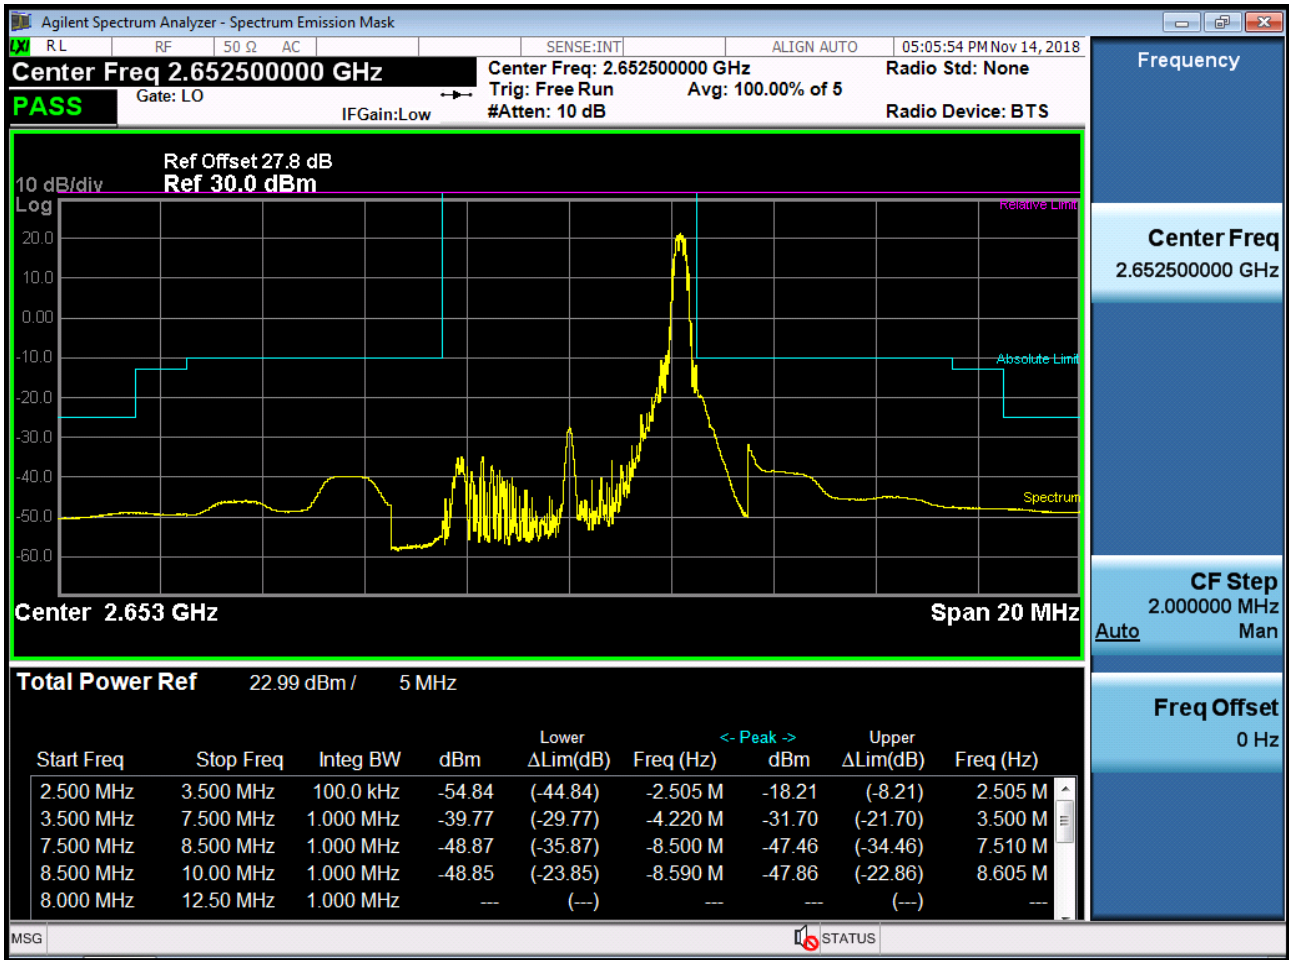 Agilent Spectrum Analyzer - Spectrum Emission Mask
LXI RL RF 50 Ω AC SENSE:INT ALIGN AUTO 05:05:54 PM Nov 14, 2018
Center Freq 2.652500000 GHz
Center Freq: 2.652500000 GHz
Radio Std: None
PASS
Gate: LO
Trig: Free Run
Avg: 100.00% of 5
IFGain:Low
#Atten: 10 dB
Radio Device: BTS
Ref Offset 27.8 dB
10 dB/div
Ref 30.0 dBm
Log
Relative Limit
20.0
10.0
0.00
-10.0
Absolute Limit
-20.0
-30.0
-40.0
Spectrum
-50.0
-60.0
Center 2.653 GHz
Span 20 MHz
Total Power Ref 22.99 dBm / 5 MHz
Lower <- Peak -> Upper
Start Freq Stop Freq Integ BW dBm ΔLim(dB) Freq (Hz) dBm ΔLim(dB) Freq (Hz)
2.500 MHz 3.500 MHz 100.0 kHz -54.84 (-44.84) -2.505 M -18.21 (-8.21) 2.505 M
3.500 MHz 7.500 MHz 1.000 MHz -39.77 (-29.77) -4.220 M -31.70 (-21.70) 3.500 M
7.500 MHz 8.500 MHz 1.000 MHz -48.87 (-35.87) -8.500 M -47.46 (-34.46) 7.510 M
8.500 MHz 10.00 MHz 1.000 MHz -48.85 (-23.85) -8.590 M -47.86 (-22.86) 8.605 M
8.000 MHz 12.50 MHz 1.000 MHz --- (---) --- --- (---) ---
MSG
STATUS
Frequency
Center Freq
2.652500000 GHz
CF Step
2.000000 MHz
Auto Man
Freq Offset
0 Hz